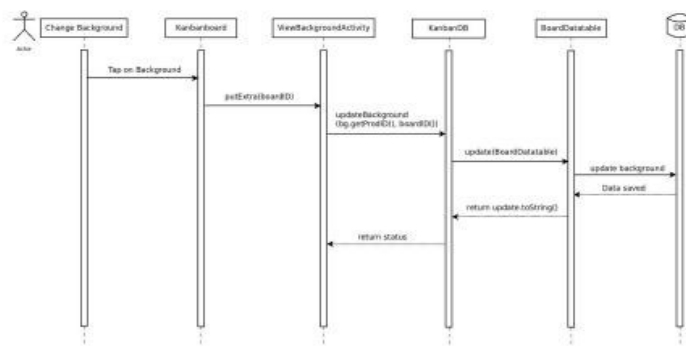 Actor
Change Background
Kanbanboard
ViewBackgroundActivity
KanbanDB
BoardDatatable
DB
Tap on Background
putExtra(boardID)
updateBackground
(bg.getProdID(), boardID())
update(BoardDatatable)
update background
Data saved
return update.toString()
return status